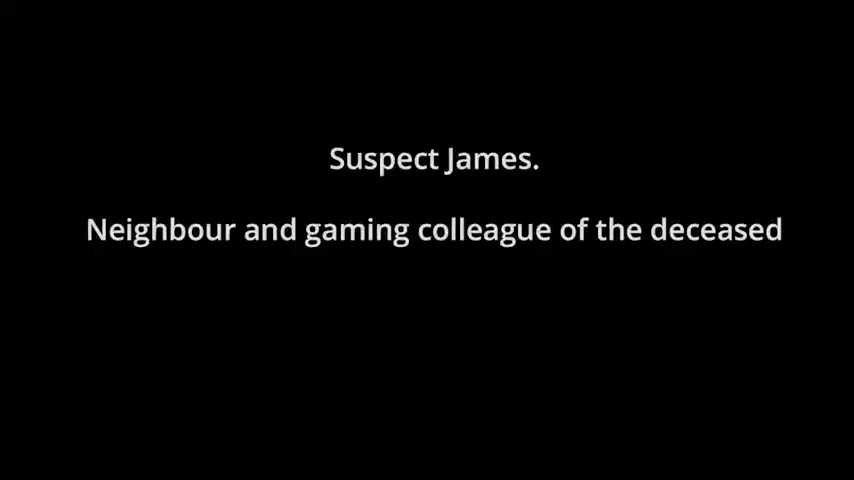 Suspect James.
Neighbour and gaming colleague of the deceased